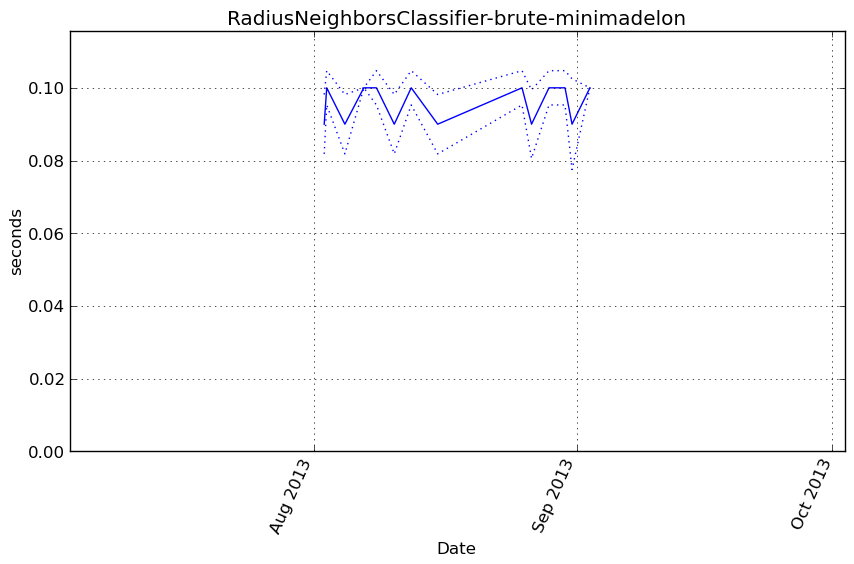 RadiusNeighborsClassifier-brute-minimadelon
0.10
0.08
0.06
0.04
0.02
0.00
seconds
Aug 2013
Sep 2013
Oct 2013
Date